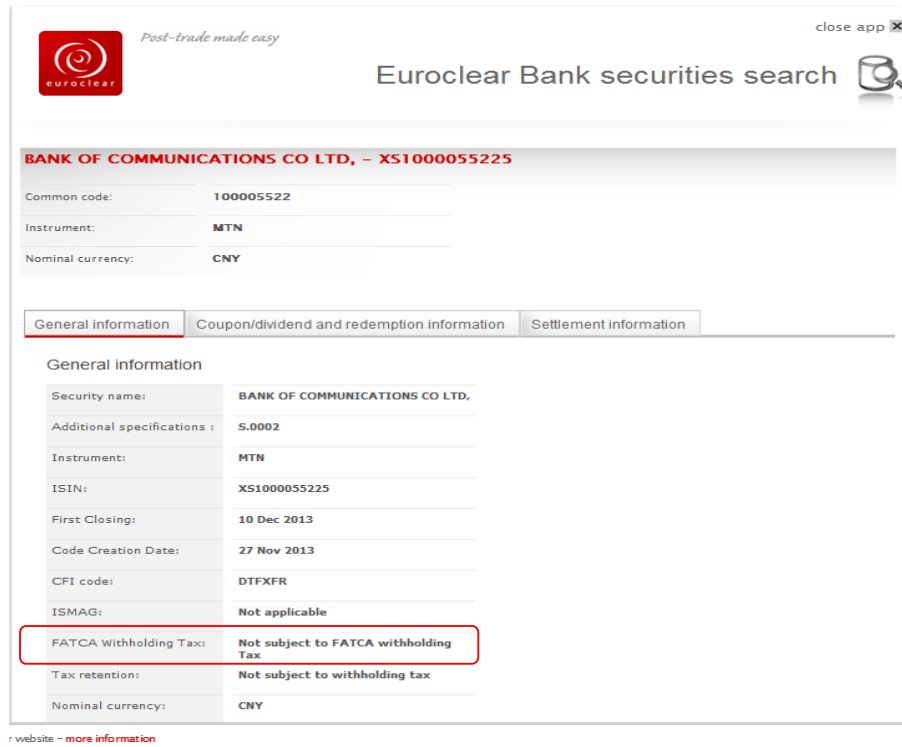 close app
Post-trade made easy
euroclear
Euroclear Bank securities search
BANK OF COMMUNICATIONS CO LTD, – XS1000055225
Common code: 100005522
Instrument: MTN
Nominal currency: CNY
General information Coupon/dividend and redemption information Settlement information
General information
Security name: BANK OF COMMUNICATIONS CO LTD,
Additional specifications : S.0002
Instrument: MTN
ISIN: XS1000055225
First Closing: 10 Dec 2013
Code Creation Date: 27 Nov 2013
CFI code: DTFXFR
ISMAG: Not applicable
FATCA Withholding Tax: Not subject to FATCA withholding
Tax
Tax retention: Not subject to withholding tax
Nominal currency: CNY
r website – more information